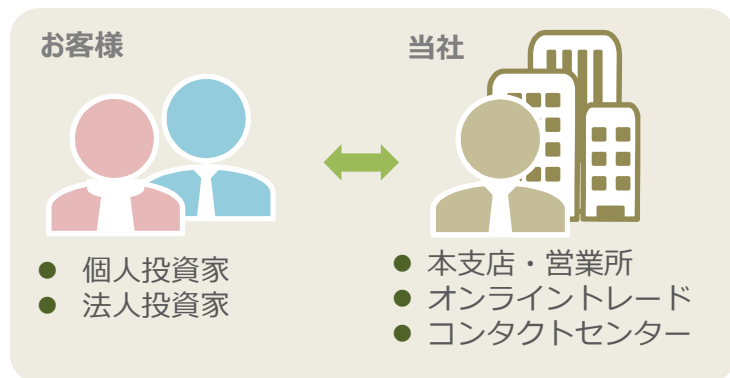 お客様
当社
● 個人投資家
● 法人投資家
● 本支店・営業所
● オンライントレード
● コンタクトセンター